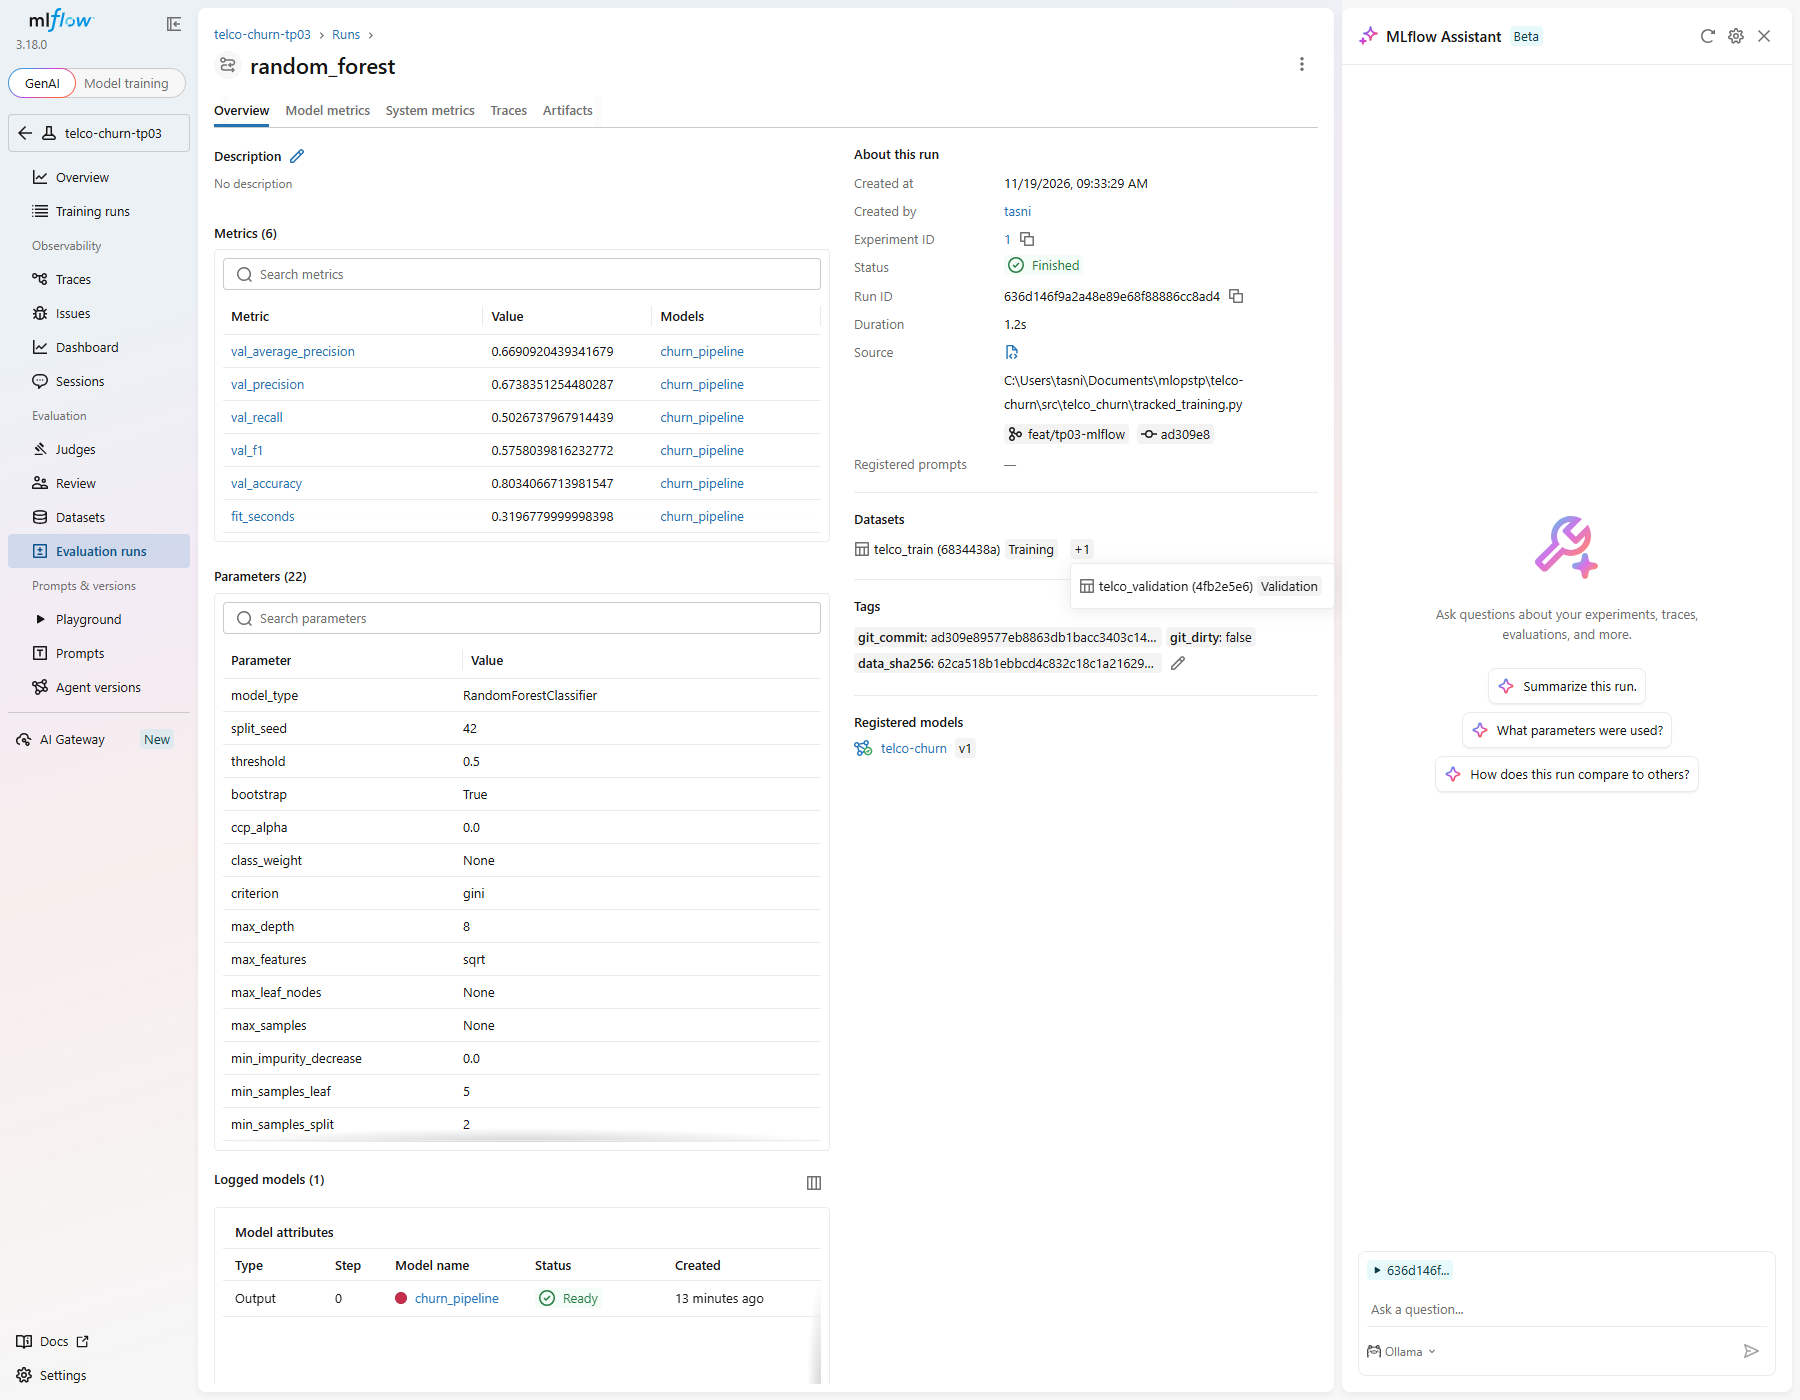 mlflow
3.18.0
GenAI
Model training
telco-churn-tp03
Overview
Training runs
Observability
Traces
Issues
Dashboard
Sessions
Evaluation
Judges
Review
Datasets
Evaluation runs
Prompts & versions
Playground
Prompts
Agent versions
AI Gateway New
Docs
Settings
telco-churn-tp03 > Runs >
random_forest
Overview Model metrics System metrics Traces Artifacts
Description
No description
Metrics (6)
Search metrics
Metric Value Models
val_average_precision 0.6690920439341679 churn_pipeline
val_precision 0.6738351254480287 churn_pipeline
val_recall 0.5026737967914439 churn_pipeline
val_f1 0.5758039816232772 churn_pipeline
val_accuracy 0.8034066713981547 churn_pipeline
fit_seconds 0.3196779999998398 churn_pipeline
Parameters (22)
Search parameters
Parameter Value
model_type RandomForestClassifier
split_seed 42
threshold 0.5
bootstrap True
ccp_alpha 0.0
class_weight None
criterion gini
max_depth 8
max_features sqrt
max_leaf_nodes None
max_samples None
min_impurity_decrease 0.0
min_samples_leaf 5
min_samples_split 2
Logged models (1)
Model attributes
Type Step Model name Status Created
Output 0 churn_pipeline Ready 13 minutes ago
About this run
Created at 11/19/2026, 09:33:29 AM
Created by tasni
Experiment ID 1
Status Finished
Run ID 636d146f9a2a48e89e68f88886cc8ad4
Duration 1.2s
Source
C:\Users\tasni\Documents\mlopstp\telco-
churn\src\telco_churn\tracked_training.py
feat/tp03-mlflow ad309e8
Registered prompts —
Datasets
telco_train (6834438a) Training +1
telco_validation (4fb2e5e6) Validation
Tags
git_commit: ad309e89577eb8863db1bacc3403c14... git_dirty: false
data_sha256: 62ca518b1ebbcd4c832c18c1a21629...
Registered models
telco-churn v1
MLflow Assistant Beta
Ask questions about your experiments, traces,
evaluations, and more.
Summarize this run.
What parameters were used?
How does this run compare to others?
636d146f...
Ask a question...
Ollama